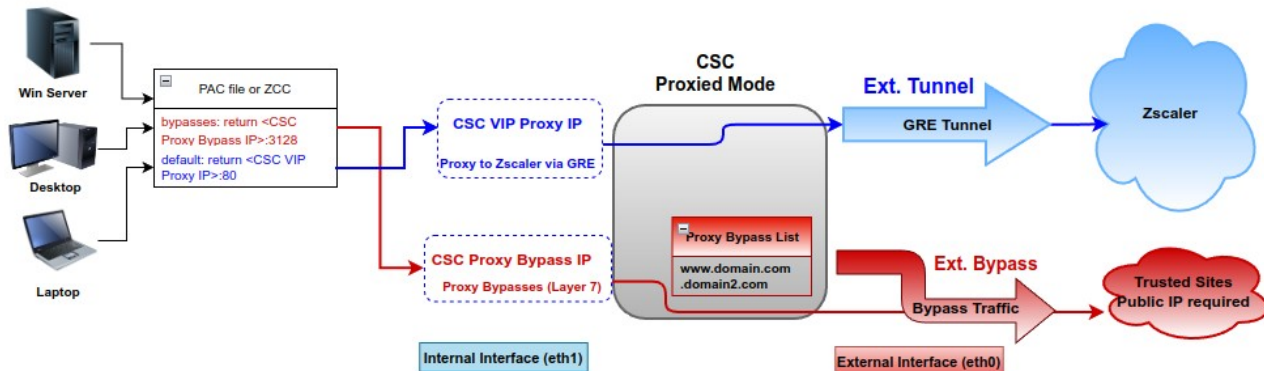 Win Server
Desktop
Laptop
PAC file or ZCC
bypasses: return <CSC
Proxy Bypass IP>:3128
default: return <CSC VIP
Proxy IP>:80
CSC VIP Proxy IP
Proxy to Zscaler via GRE
CSC Proxy Bypass IP
Proxy Bypasses (Layer 7)
Internal Interface (eth1)
CSC
Proxied Mode
Proxy Bypass List
www.domain.com
.domain2.com
Ext. Tunnel
GRE Tunnel
Zscaler
Ext. Bypass
Bypass Traffic
External Interface (eth0)
Trusted Sites
Public IP required